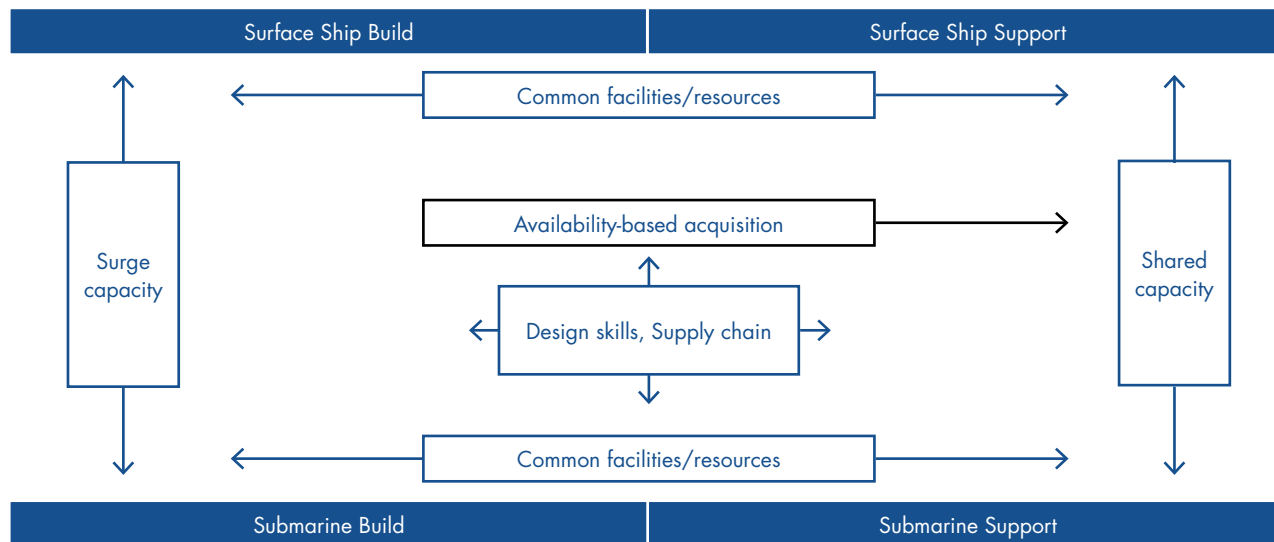 Surface Ship Build
Surface Ship Support
Common facilities/resources
Availability-based acquisition
Surge
capacity
Shared
capacity
Design skills, Supply chain
Common facilities/resources
Submarine Build
Submarine Support